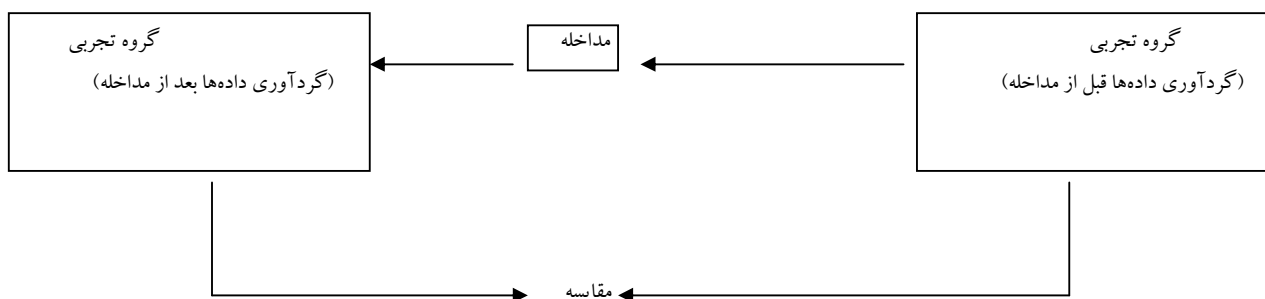 گروه تجربی
(گردآوری داده‌ها قبل از مداخله)
مداخله
گروه تجربی
(گردآوری داده‌ها بعد از مداخله)
مقایسه